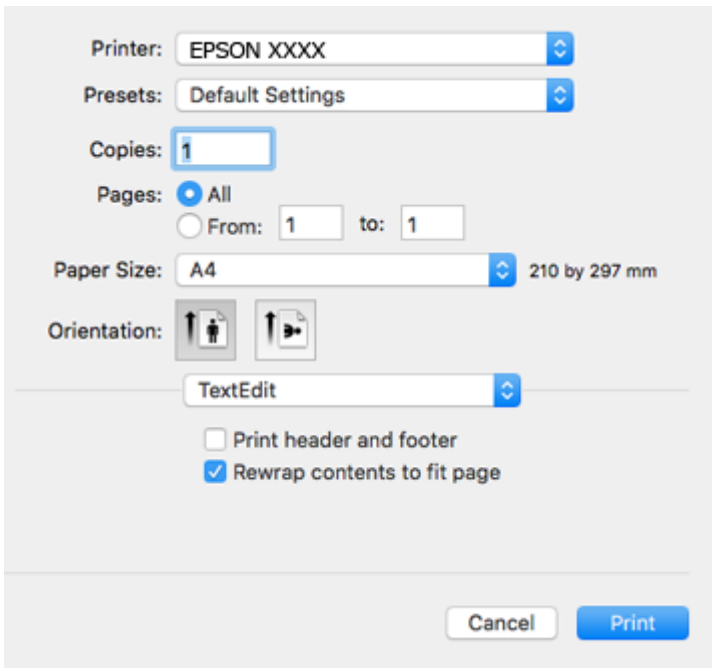 Printer: EPSON XXXX
Presets: Default Settings
Copies: 1
Pages: All
From: 1 to: 1
Paper Size: A4 210 by 297 mm
Orientation:
TextEdit
Print header and footer
Rewrap contents to fit page
Cancel Print